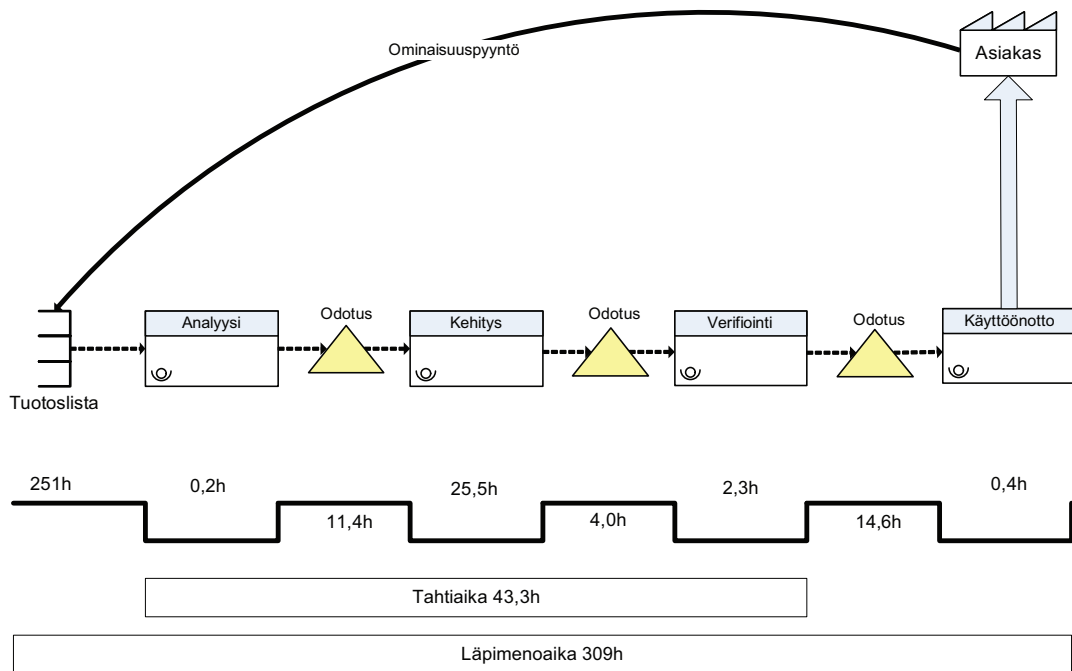 Ominaisuuspyyntö
Asiakas
Analyysi
Odotus
Kehitys
Odotus
Verifiointi
Odotus
Käyttöönotto
Tuotoslista
251h
0,2h
25,5h
2,3h
0,4h
11,4h
4,0h
14,6h
Tahtiaika 43,3h
Läpimenoaika 309h